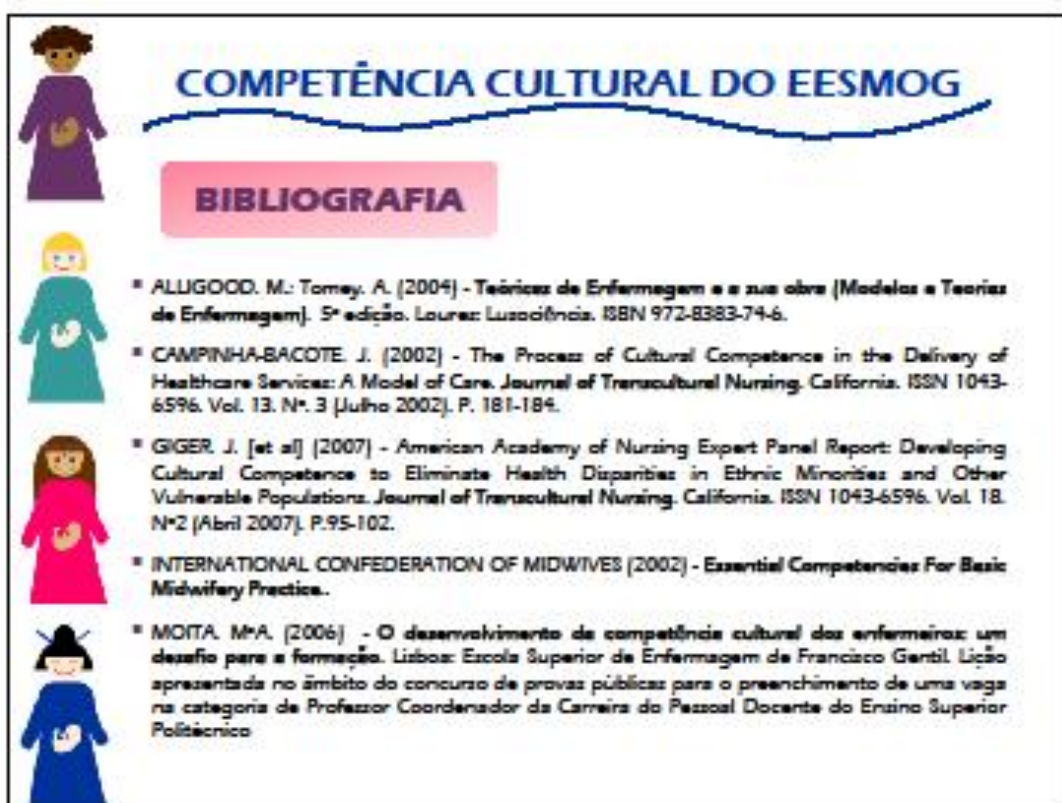 COMPETÊNCIA CULTURAL DO EESMOG
BIBLIOGRAFIA
▪ ALLIGOOD. M.: Tomey. A. (2004) - Teóricas de Enfermagem e a sua obra (Modelos e Teorias
de Enfermagem). 5ª edição. Loures: Lusociência. ISBN 972-8383-74-6.
▪ CAMPINHA-BACOTE. J. (2002) - The Process of Cultural Competence in the Delivery of
Healthcare Services: A Model of Care. Journal of Transcultural Nursing. California. ISSN 1043-
6596. Vol. 13. Nº. 3 (Julho 2002). P. 181-184.
▪ GIGER. J. [et al] (2007) - American Academy of Nursing Expert Panel Report: Developing
Cultural Competence to Eliminate Health Disparities in Ethnic Minorities and Other
Vulnerable Populations. Journal of Transcultural Nursing. California. ISSN 1043-6596. Vol. 18.
Nº2 (Abril 2007). P.95-102.
▪ INTERNATIONAL CONFEDERATION OF MIDWIVES (2002) - Essential Competencies For Basic
Midwifery Practice..
▪ MOITA. MªA. (2006) - O desenvolvimento da competência cultural dos enfermeiros: um
desafio para a formação. Lisboa: Escola Superior de Enfermagem de Francisco Gentil. Lição
apresentada no âmbito do concurso de provas públicas para o preenchimento de uma vaga
na categoria de Professor Coordenador da Carreira do Pessoal Docente do Ensino Superior
Politécnico